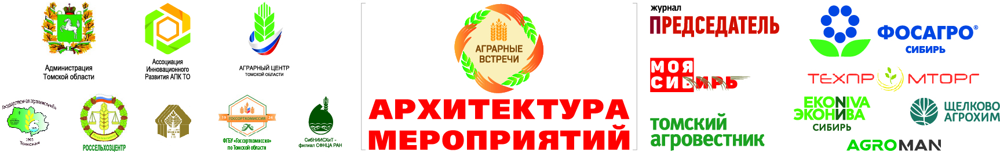 Администрация
Томской области
Ассоциация
Инновационного
Развития АПК ТО
АГРАРНЫЙ ЦЕНТР
ТОМСКОЙ ОБЛАСТИ
Государственная агрохимслужба
1965
Томская
РОССЕЛЬХОЗЦЕНТР
19 24
ГОССОРТКОМИССИЯ
ФГБУ «Госсорткомиссия»
по Томской области
СибНИИСХиТ -
филиал СФНЦА РАН
АГРАРНЫЕ
ВСТРЕЧИ
АРХИТЕКТУРА
МЕРОПРИЯТИЙ
журнал
ПРЕДСЕДАТЕЛЬ
МОЯ
СИБИРЬ
ТОМСКИЙ
агровестник
ФОСАГРО®
СИБИРЬ
ТЕХПРОМТОРГ
EKONIVA
ЭКОНИВА
СИБИРЬ
ЩЕЛКОВО
АГРОХИМ
AGROMAN